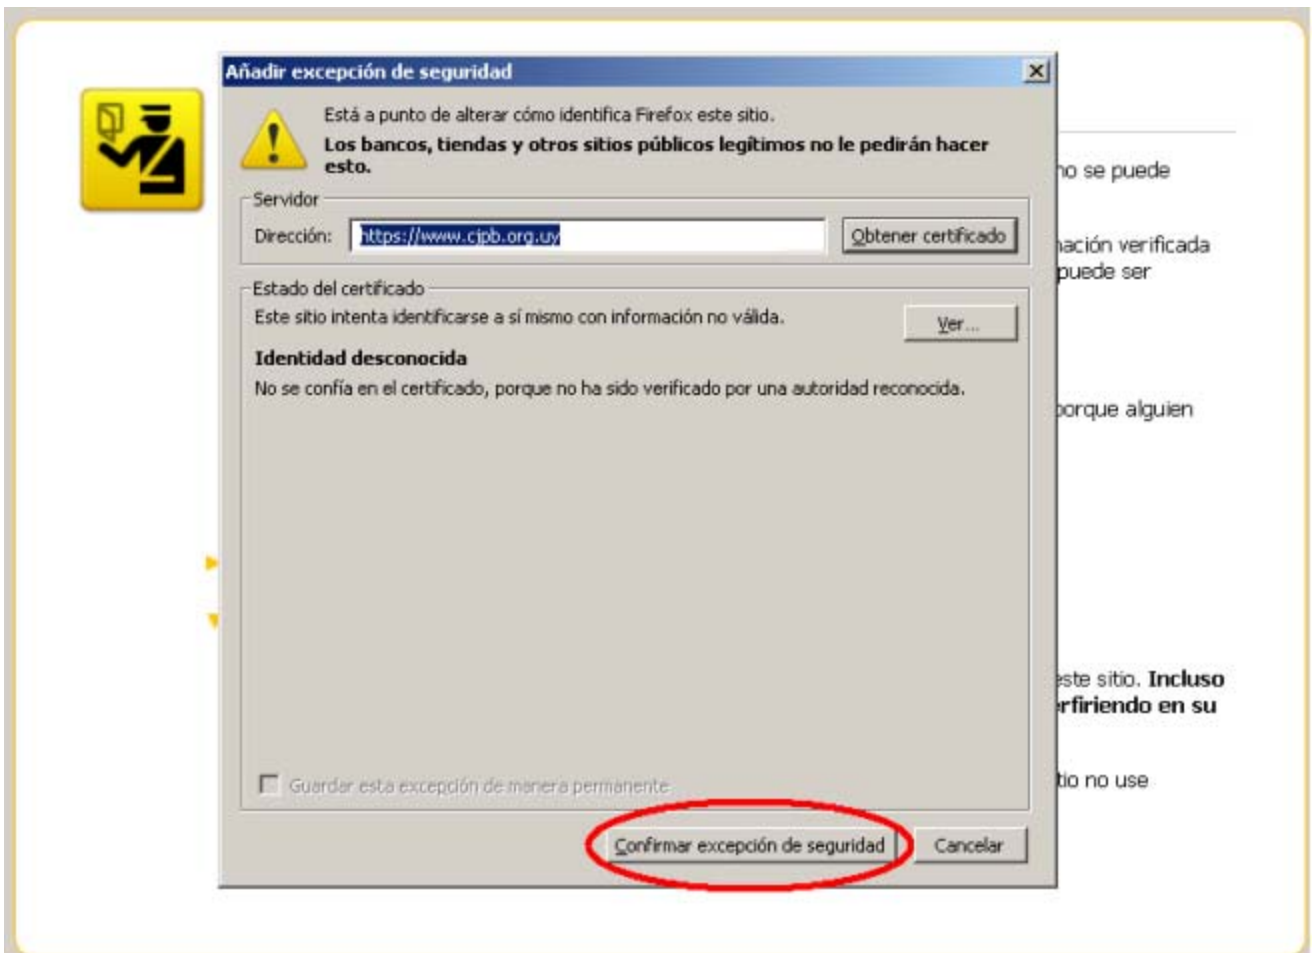 Añadir excepción de seguridad
Está a punto de alterar cómo identifica Firefox este sitio.
Los bancos, tiendas y otros sitios públicos legítimos no le pedirán hacer
esto.
Servidor
Dirección: https://www.cjpb.org.uy Obtener certificado
Estado del certificado
Este sitio intenta identificarse a sí mismo con información no válida. Ver...
Identidad desconocida
No se confía en el certificado, porque no ha sido verificado por una autoridad reconocida.
Guardar esta excepción de manera permanente
Confirmar excepción de seguridad Cancelar
no se puede
nación verificada
puede ser
porque alguien
este sitio. Incluso
rfiriendo en su
tio no use